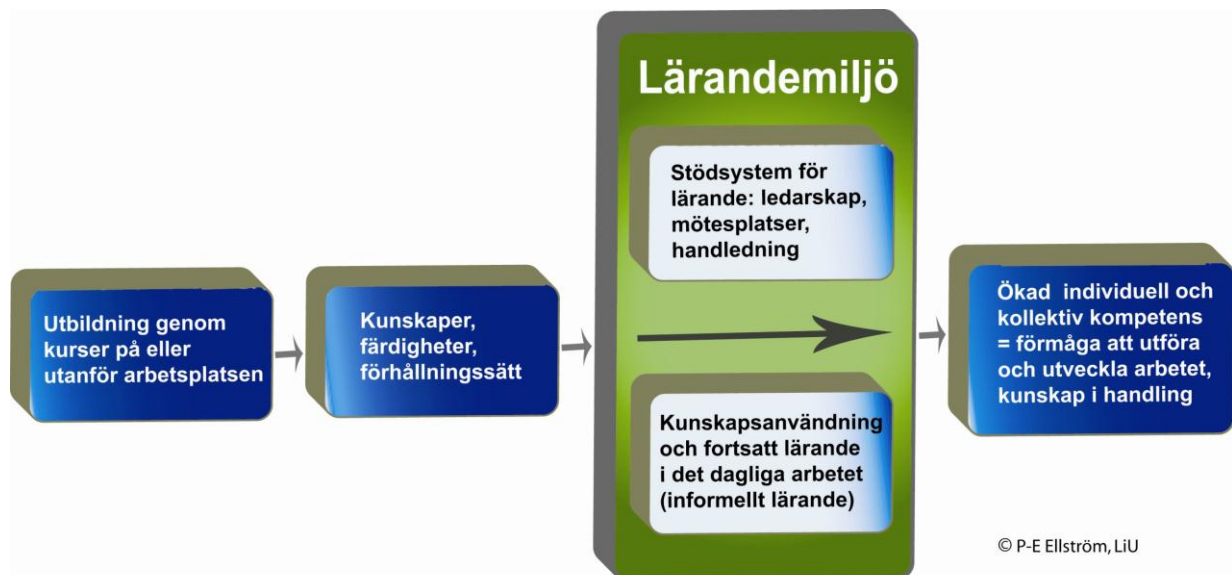 Lärandemiljö
Stödsystem för
lärande: ledarskap,
mötesplatser,
handledning
Utbildning genom
kurser på eller
utanför arbetsplatsen
Kunskaper,
färdigheter,
förhållningssätt
Kunskapsanvändning
och fortsatt lärande
i det dagliga arbetet
(informellt lärande)
Ökad individuell och
kollektiv kompetens
= förmåga att utföra
och utveckla arbetet,
kunskap i handling
© P-E Ellström, LiU